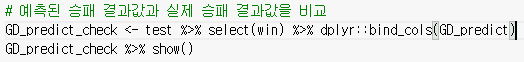 # 예측된 승패 결과값과 실제 승패 결과값을 비교
GD_predict_check <- test %>% select(win) %>% dplyr::bind_cols(GD_predict)
GD_predict_check %>% show()